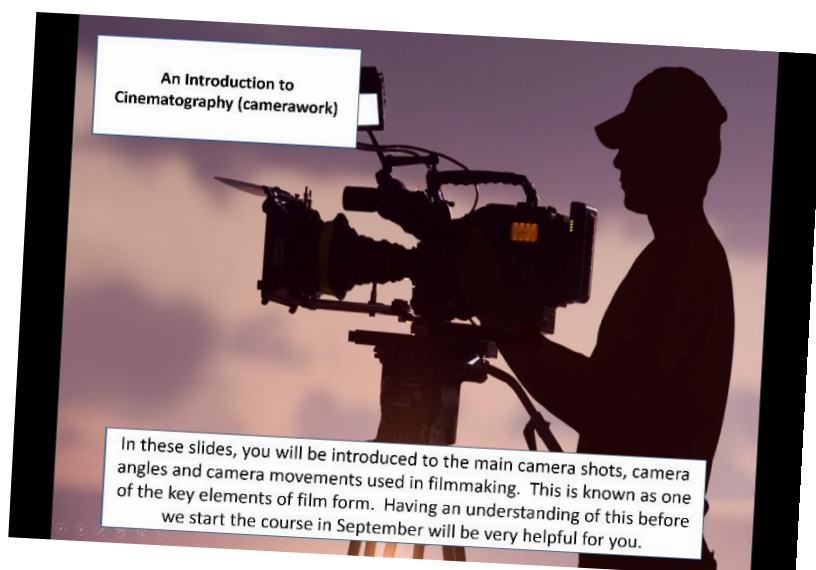 An Introduction to
Cinematography (camerawork)
In these slides, you will be introduced to the main camera shots, camera
angles and camera movements used in filmmaking. This is known as one
of the key elements of film form. Having an understanding of this before
we start the course in September will be very helpful for you.